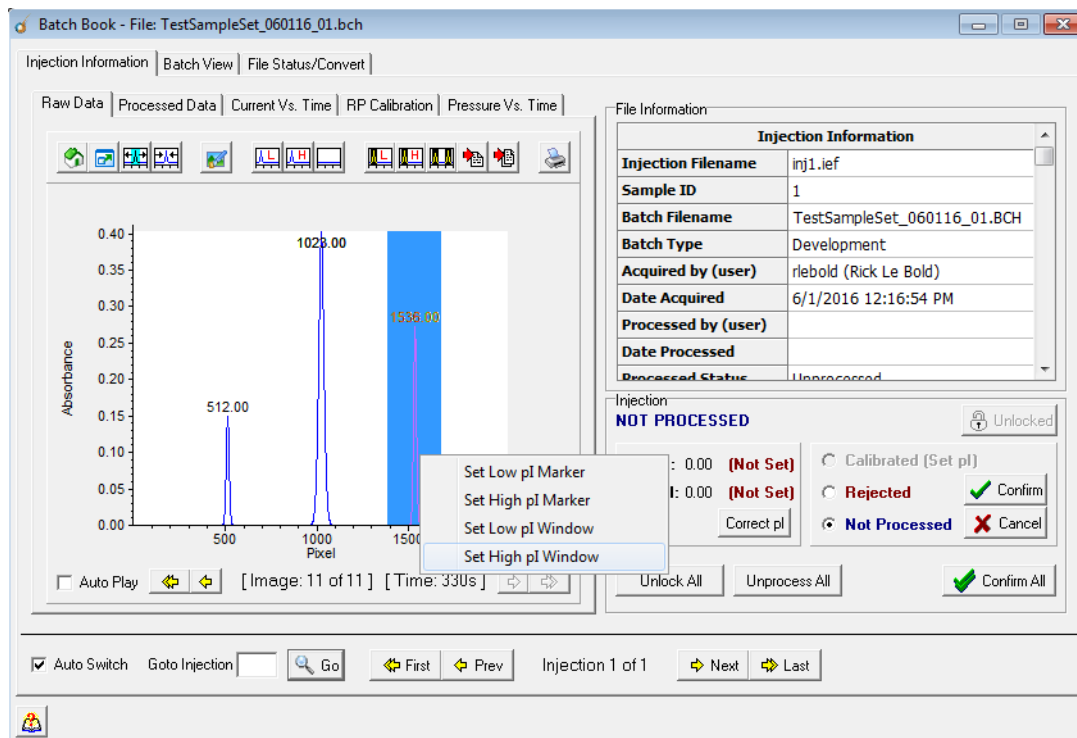 Batch Book - File: TestSampleSet_060116_01.bch
Injection Information Batch View File Status/Convert
Raw Data Processed Data Current Vs. Time RP Calibration Pressure Vs. Time
L H L H
0.40
0.35
0.30
0.25
0.20
0.15
0.10
0.05
0.00
Absorbance
512.00
1023.00
1536.00
500 1000 1500
Pixel
Set Low pI Marker
Set High pI Marker
Set Low pI Window
Set High pI Window
Auto Play [Image: 11 of 11] [Time: 330s]
File Information
Injection Information
Injection Filename inj1.ief
Sample ID 1
Batch Filename TestSampleSet_060116_01.BCH
Batch Type Development
Acquired by (user) rlebold (Rick Le Bold)
Date Acquired 6/1/2016 12:16:54 PM
Processed by (user)
Date Processed
Processed Status Unprocessed
Injection
NOT PROCESSED Unlocked
: 0.00 (Not Set)
I: 0.00 (Not Set)
Correct pI
Calibrated (Set pI)
Rejected Confirm
Not Processed Cancel
Unlock All Unprocess All Confirm All
Auto Switch Goto Injection Go First Prev Injection 1 of 1 Next Last
?